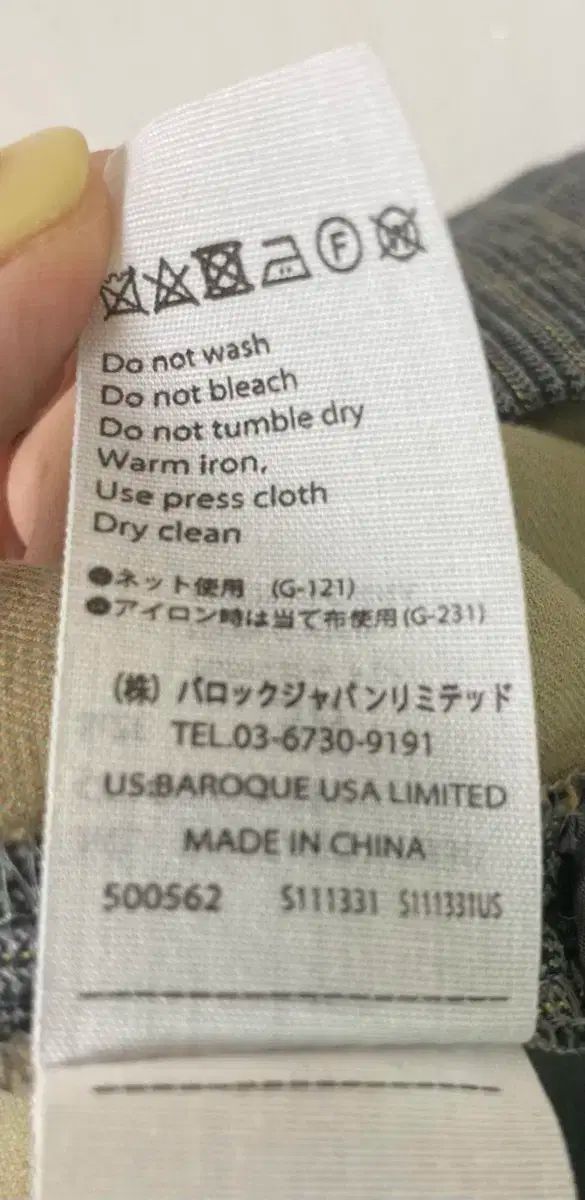 F W
Do not wash
Do not bleach
Do not tumble dry
Warm iron,
Use press cloth
Dry clean
●ネット使用 (G-121)
●アイロン時は当て布使用(G-231)
(株) バロックジャパンリミテッド
TEL.03-6730-9191
US:BAROQUE USA LIMITED
MADE IN CHINA
500562 S111331 S111331US